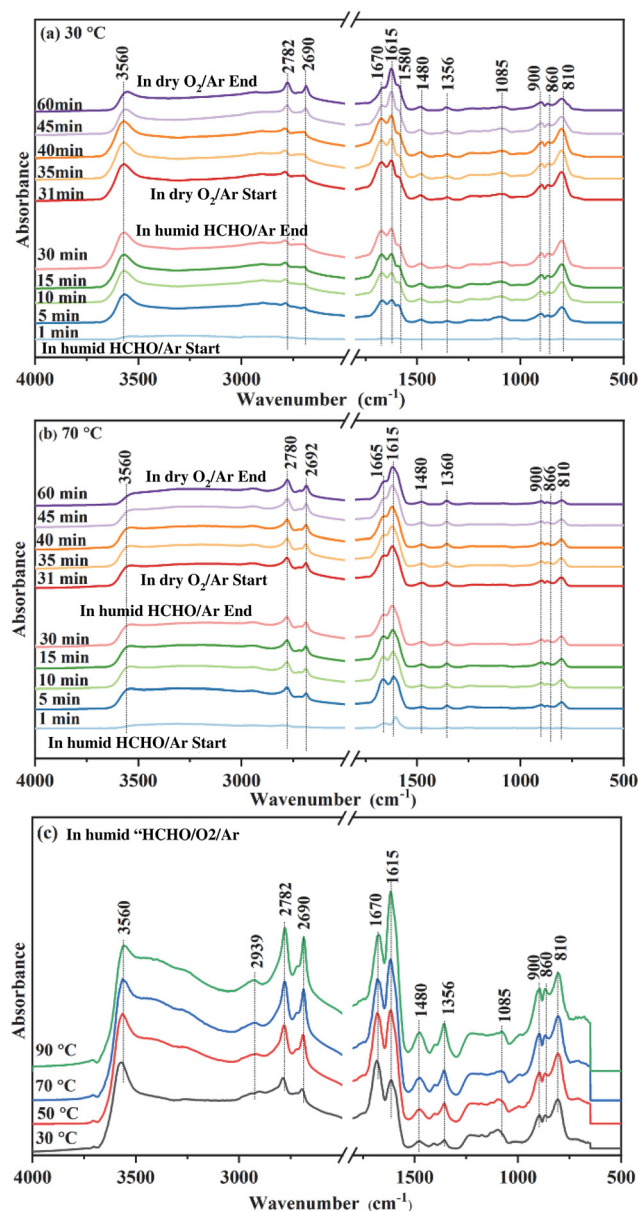 (a) 30 °C
3560
2782
2690
1670
1615
1580
1480
1356
1085
900
860
810
In dry O2/Ar End
60min
45min
40min
35min
31min
In dry O2/Ar Start
In humid HCHO/Ar End
30 min
15 min
10 min
5 min
1 min
In humid HCHO/Ar Start
Absorbance
4000
3500
3000
1500
1000
500
Wavenumber (cm-1)
(b) 70 °C
3560
2780
2692
1665
1615
1480
1360
900
866
810
In dry O2/Ar End
60 min
45 min
40 min
35 min
31 min
In dry O2/Ar Start
In humid HCHO/Ar End
30 min
15 min
10 min
5 min
1 min
In humid HCHO/Ar Start
Absorbance
4000
3500
3000
1500
1000
500
Wavenumber (cm-1)
(c) In humid “HCHO/O2/Ar
3560
2939
2782
2690
1670
1615
1480
1356
1085
900
860
810
90 °C
70 °C
50 °C
30 °C
Absorbance
4000
3500
3000
1500
1000
500
Wavenumber (cm-1)